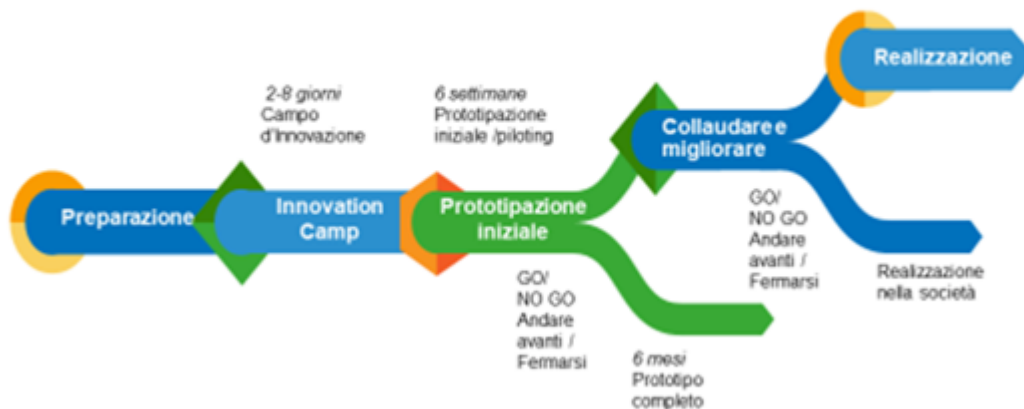 Preparazione
2-8 giorni
Campo
d'Innovazione
Innovation
Camp
6 settimane
Prototipazione
iniziale /piloting
Prototipazione
iniziale
GO/
NO GO
Andare
avanti /
Fermarsi
6 mesi
Prototipo
completo
Collaudare e
migliorare
GO/
NO GO
Andare
avanti /
Fermarsi
Realizzazione
Realizzazione
nella società